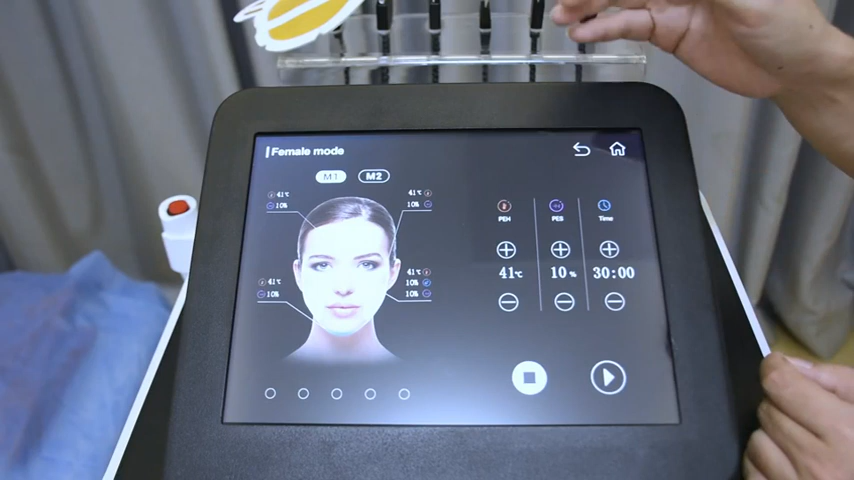 Female mode
M1 M2
41℃ 41℃
10% 10%
PEH PES Time
41℃ 41℃
10% 10%
10%
41℃ 10% 30:00